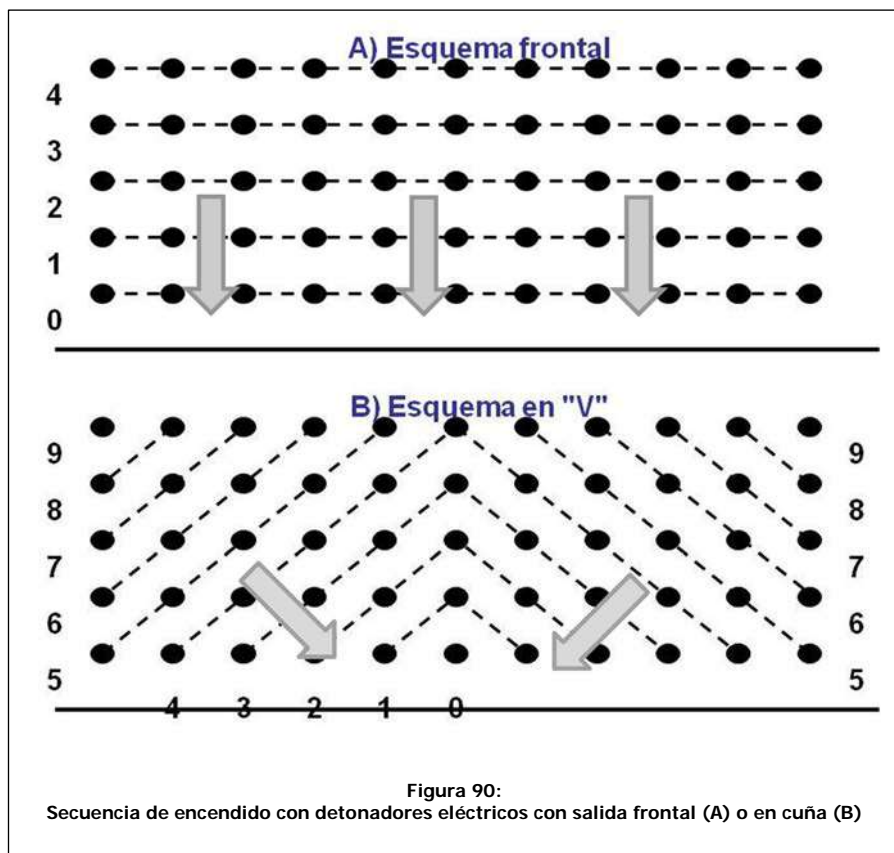 A) Esquema frontal
4
3
2
1
0
B) Esquema en "V"
9 9
8 8
7 7
6 6
5 5
4 3 2 1 0
Figura 90:
Secuencia de encendido con detonadores eléctricos con salida frontal (A) o en cuña (B)